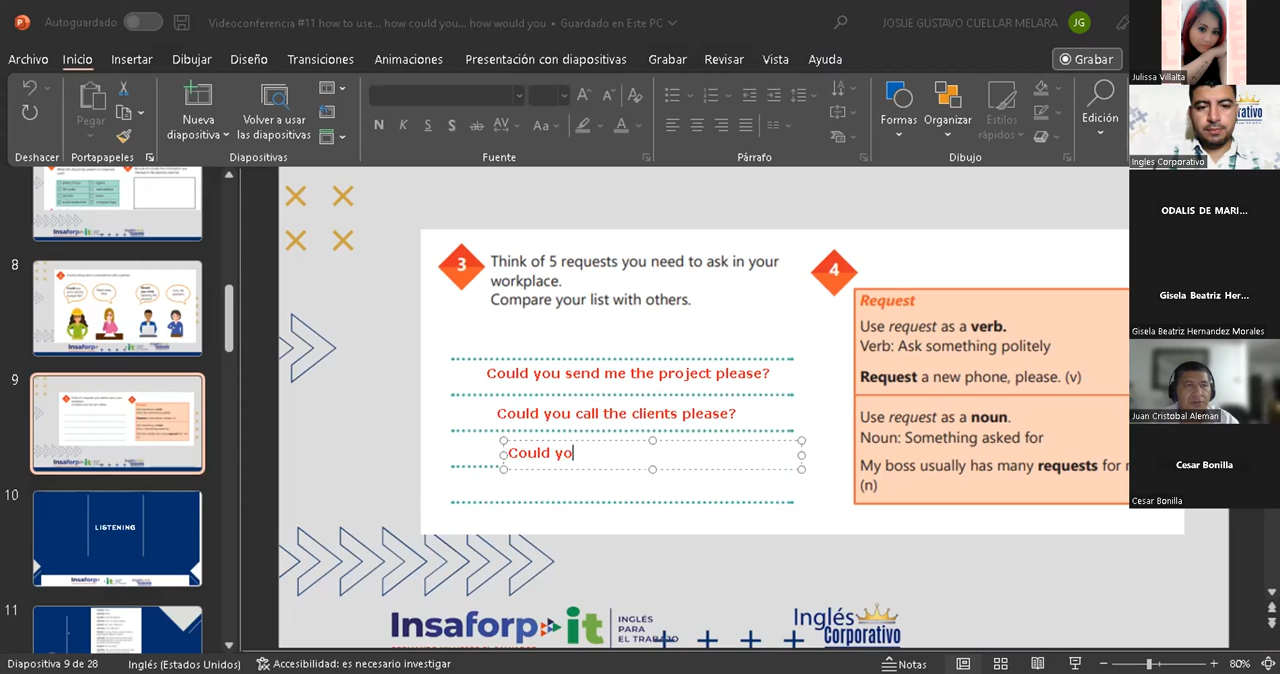 Autoguardado
Videoconferencia #11 how to use... how could you... how would you • Guardado en Este PC
JOSUE GUSTAVO CUELLAR MELARA
JG
Archivo Inicio Insertar Dibujar Diseño Transiciones Animaciones Presentación con diapositivas Grabar Revisar Vista Ayuda
Grabar
Pegar
Nueva diapositiva
Volver a usar las diapositivas
Formas
Organizar
Estilos rápidos
Edición
Deshacer
Portapapeles
Diapositivas
Fuente
Párrafo
Dibujo
8
9
10
LISTENING
11
3
Think of 5 requests you need to ask in your
workplace.
Compare your list with others.
Could you send me the project please?
Could you call the clients please?
Could yo
4
Request
Use request as a verb.
Verb: Ask something politely
Request a new phone, please. (v)
Use request as a noun.
Noun: Something asked for
My boss usually has many requests for
(n)
Insaforp it
INGLÉS
PARA
EL TRABAJO
Inglés
Corporativo
Julissa Villalta
Ingles Corporativo
ODALIS DE MARI...
Gisela Beatriz Her...
Gisela Beatriz Hernandez Morales
Juan Cristobal Aleman
Cesar Bonilla
Cesar Bonilla
Diapositiva 9 de 28
Inglés (Estados Unidos)
Accesibilidad: es necesario investigar
Notas
80%